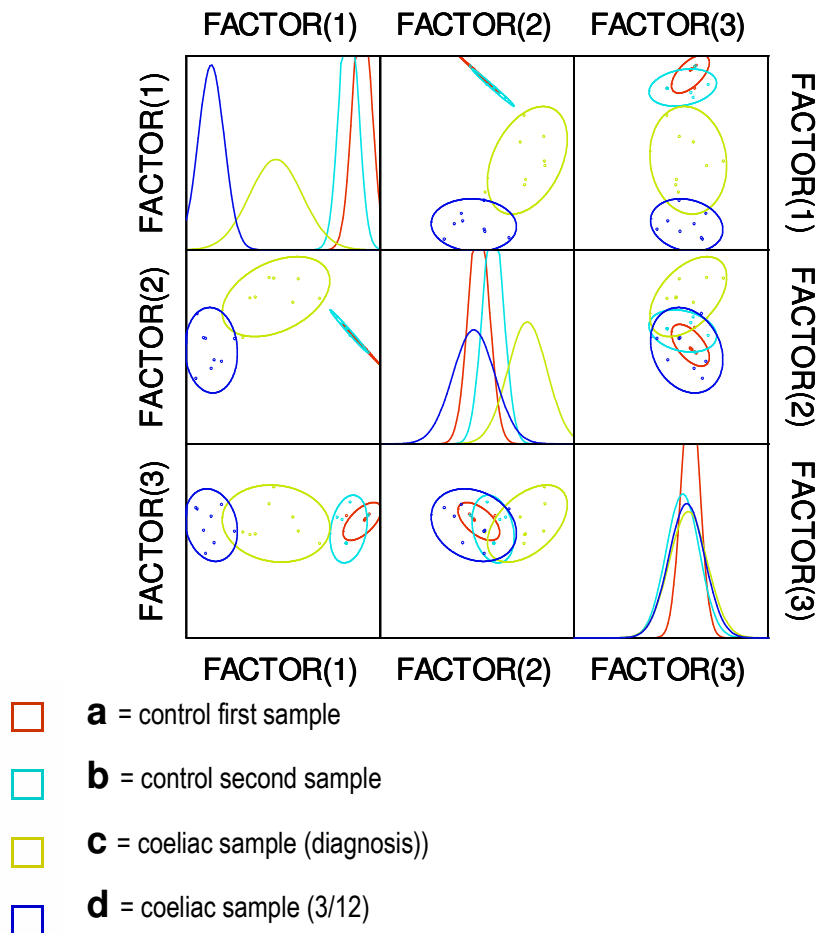 FACTOR(1) FACTOR(2) FACTOR(3)
FACTOR(1)
FACTOR(1)
FACTOR(2)
FACTOR(2)
FACTOR(3)
FACTOR(3)
FACTOR(1) FACTOR(2) FACTOR(3)
a = control first sample
b = control second sample
c = coeliac sample (diagnosis))
d = coeliac sample (3/12)